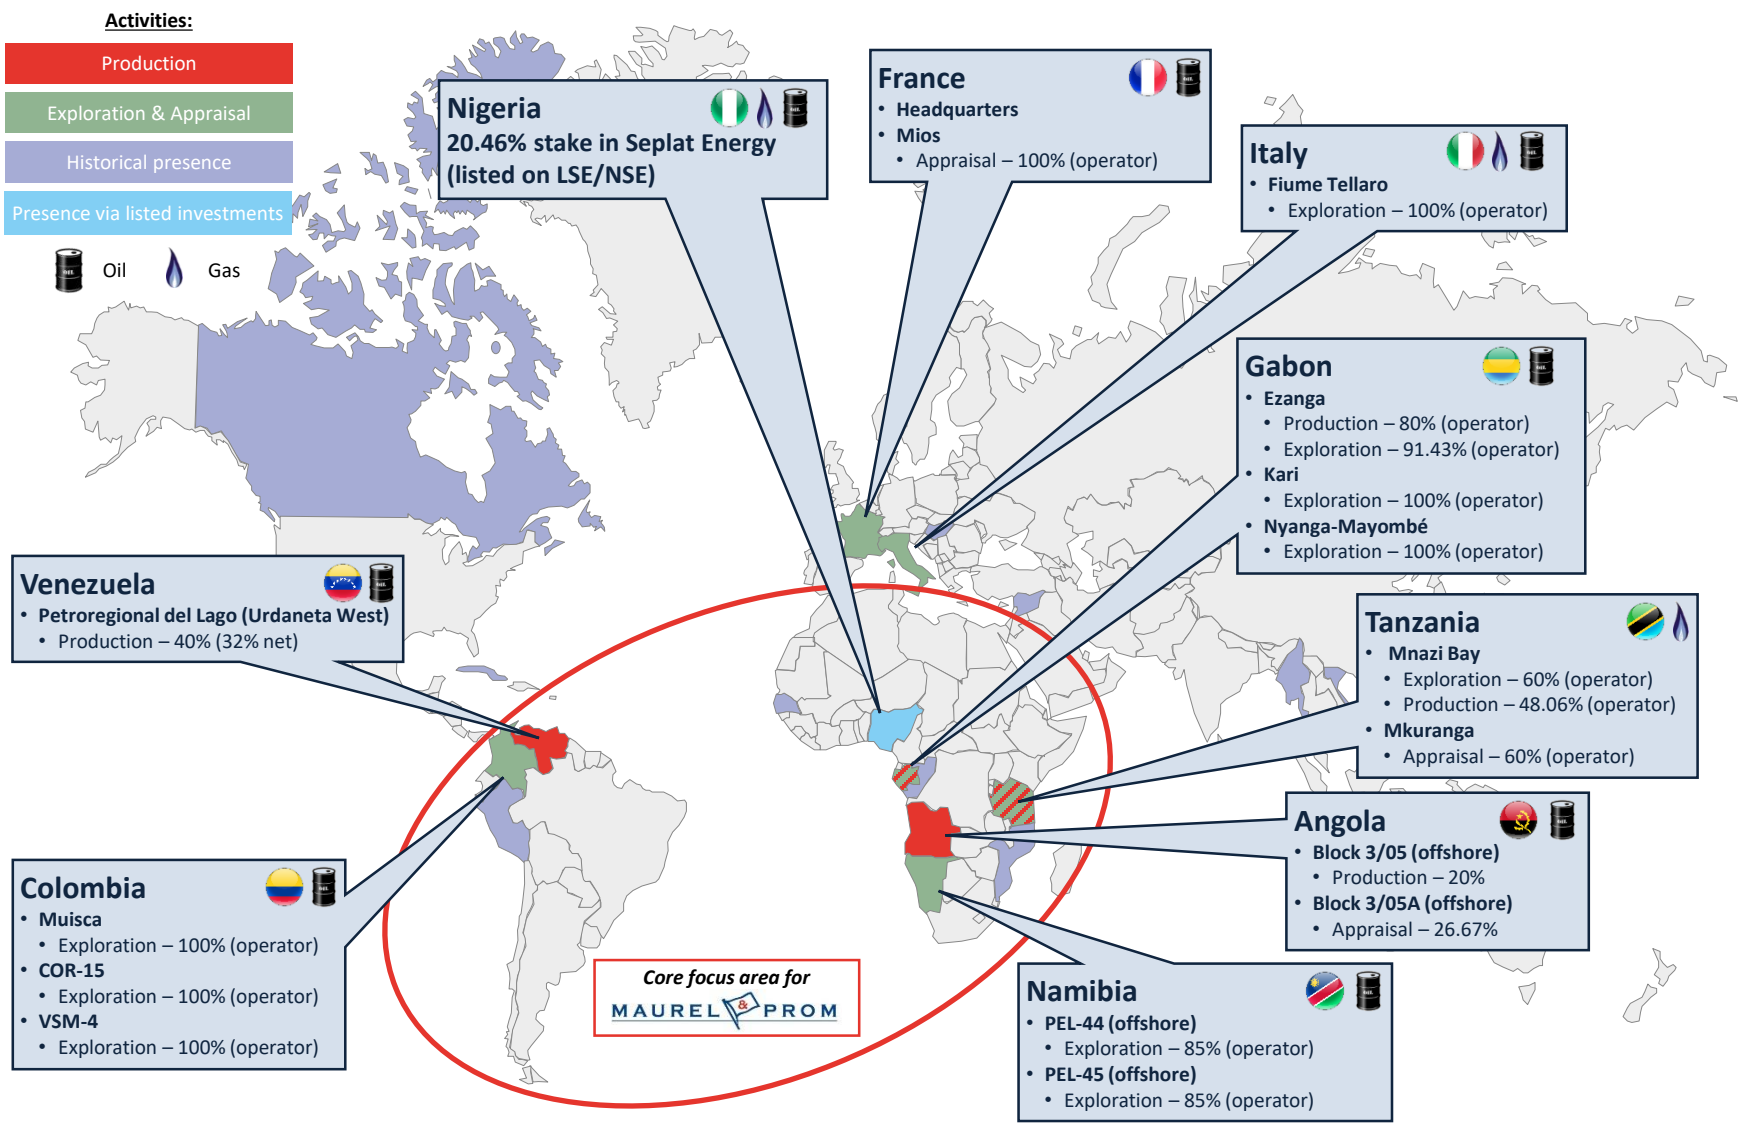 Activities:
Production
Exploration & Appraisal
Historical presence
Presence via listed investments
Oil
Gas
Nigeria
20.46% stake in Seplat Energy
(listed on LSE/NSE)
France
• Headquarters
• Mios
• Appraisal – 100% (operator)
Italy
• Fiume Tellaro
• Exploration – 100% (operator)
Gabon
• Ezanga
• Production – 80% (operator)
• Exploration – 91.43% (operator)
• Kari
• Exploration – 100% (operator)
• Nyanga-Mayombé
• Exploration – 100% (operator)
Venezuela
• Petroregional del Lago (Urdaneta West)
• Production – 40% (32% net)
Tanzania
• Mnazi Bay
• Exploration – 60% (operator)
• Production – 48.06% (operator)
• Mkuranga
• Appraisal – 60% (operator)
Angola
• Block 3/05 (offshore)
• Production – 20%
• Block 3/05A (offshore)
• Appraisal – 26.67%
Colombia
• Muisca
• Exploration – 100% (operator)
• COR-15
• Exploration – 100% (operator)
• VSM-4
• Exploration – 100% (operator)
Core focus area for
MAUREL & PROM
Namibia
• PEL-44 (offshore)
• Exploration – 85% (operator)
• PEL-45 (offshore)
• Exploration – 85% (operator)